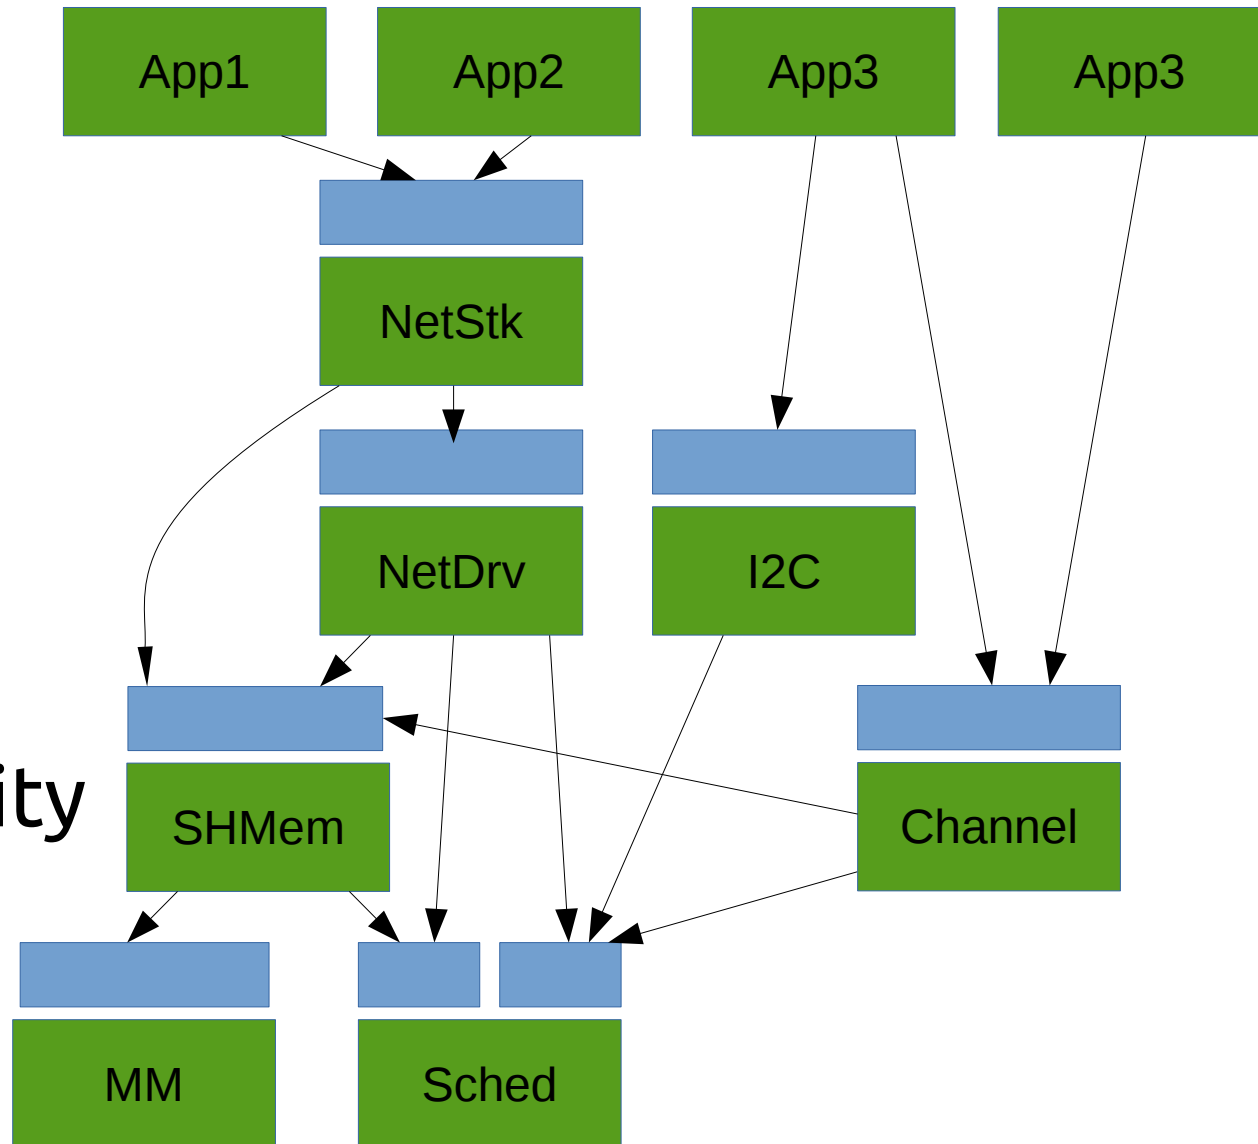 App1
App2
App3
App3
NetStk
NetDrv
I2C
ity
SHMem
Channel
MM
Sched